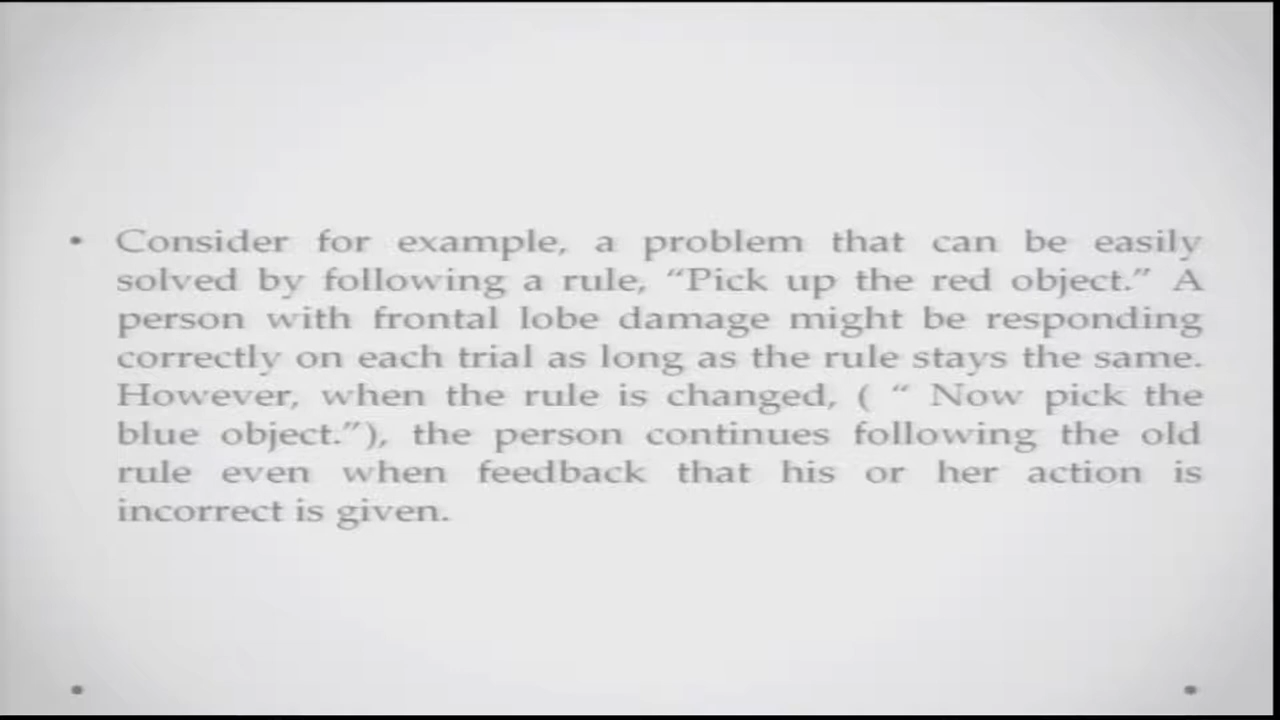 • Consider for example, a problem that can be easily
solved by following a rule, “Pick up the red object.” A
person with frontal lobe damage might be responding
correctly on each trial as long as the rule stays the same.
However, when the rule is changed, ( “ Now pick the
blue object.”), the person continues following the old
rule even when feedback that his or her action is
incorrect is given.